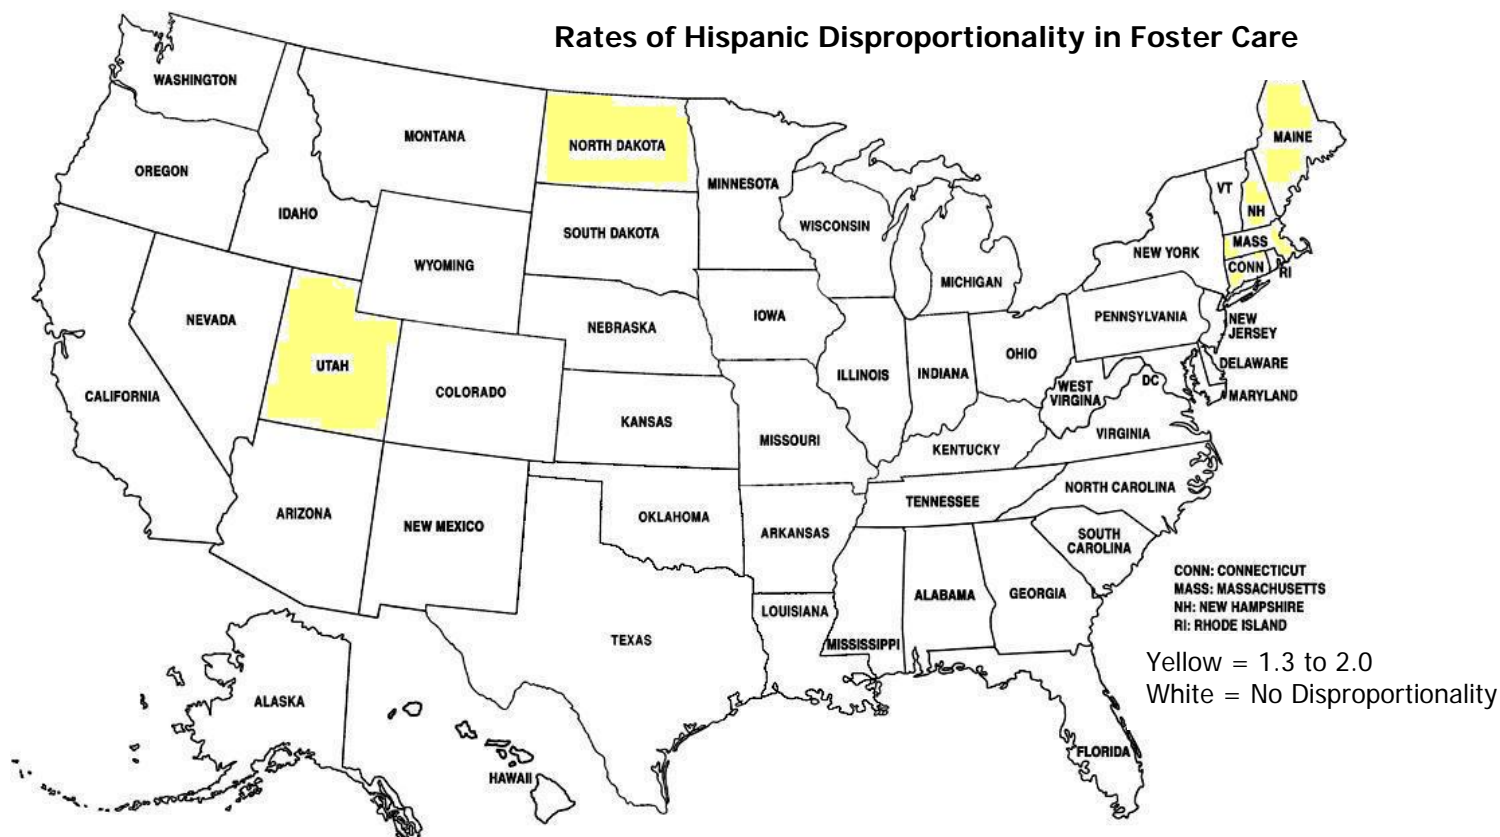 Rates of Hispanic Disproportionality in Foster Care
WASHINGTON
MONTANA
NORTH DAKOTA
MAINE
OREGON
MINNESOTA
VT
IDAHO
NH
SOUTH DAKOTA
WISCONSIN
MASS
NEW YORK
WYOMING
CONN
RI
MICHIGAN
NEVADA
NEBRASKA
IOWA
PENNSYLVANIA
NEW
JERSEY
OHIO
UTAH
ILLINOIS
INDIANA
DELAWARE
CALIFORNIA
COLORADO
WEST
VIRGINA
DC
MARYLAND
KANSAS
MISSOURI
KENTUCKY
VIRGINIA
ARIZONA
NEW MEXICO
OKLAHOMA
ARKANSAS
TENNESSEE
NORTH CAROLINA
SOUTH
CAROLINA
CONN: CONNECTICUT
MASS: MASSACHUSETTS
NH: NEW HAMPSHIRE
RI: RHODE ISLAND
LOUISIANA
ALABAMA
GEORGIA
TEXAS
MISSISSIPPI
Yellow = 1.3 to 2.0
White = No Disproportionality
ALASKA
HAWAII
FLORIDA